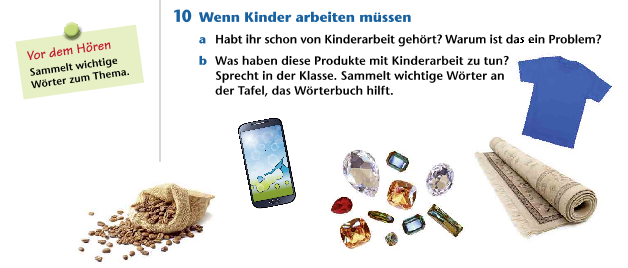 Vor dem Hören
Sammelt wichtige
Wörter zum Thema.
10 Wenn Kinder arbeiten müssen
a Habt ihr schon von Kinderarbeit gehört? Warum ist das ein Problem?
b Was haben diese Produkte mit Kinderarbeit zu tun?
Sprecht in der Klasse. Sammelt wichtige Wörter an
der Tafel, das Wörterbuch hilft.